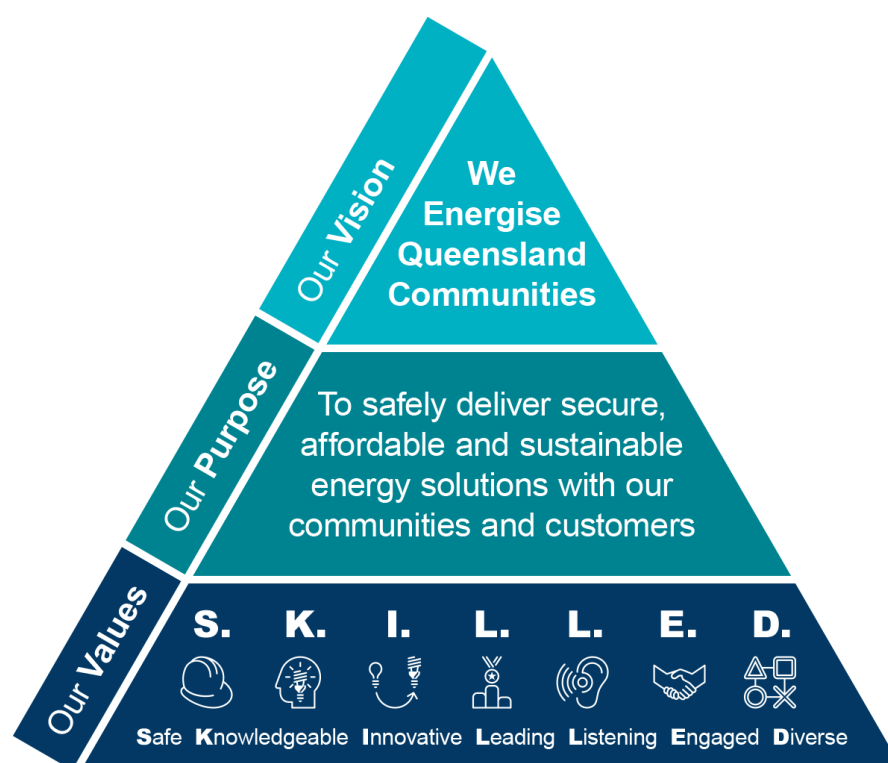 Our Vision
We
Energise
Queensland
Communities
Our Purpose
To safely deliver secure,
affordable and sustainable
energy solutions with our
communities and customers
Our Values
S. K. I. L. L. E. D.
Safe Knowledgeable Innovative Leading Listening Engaged Diverse